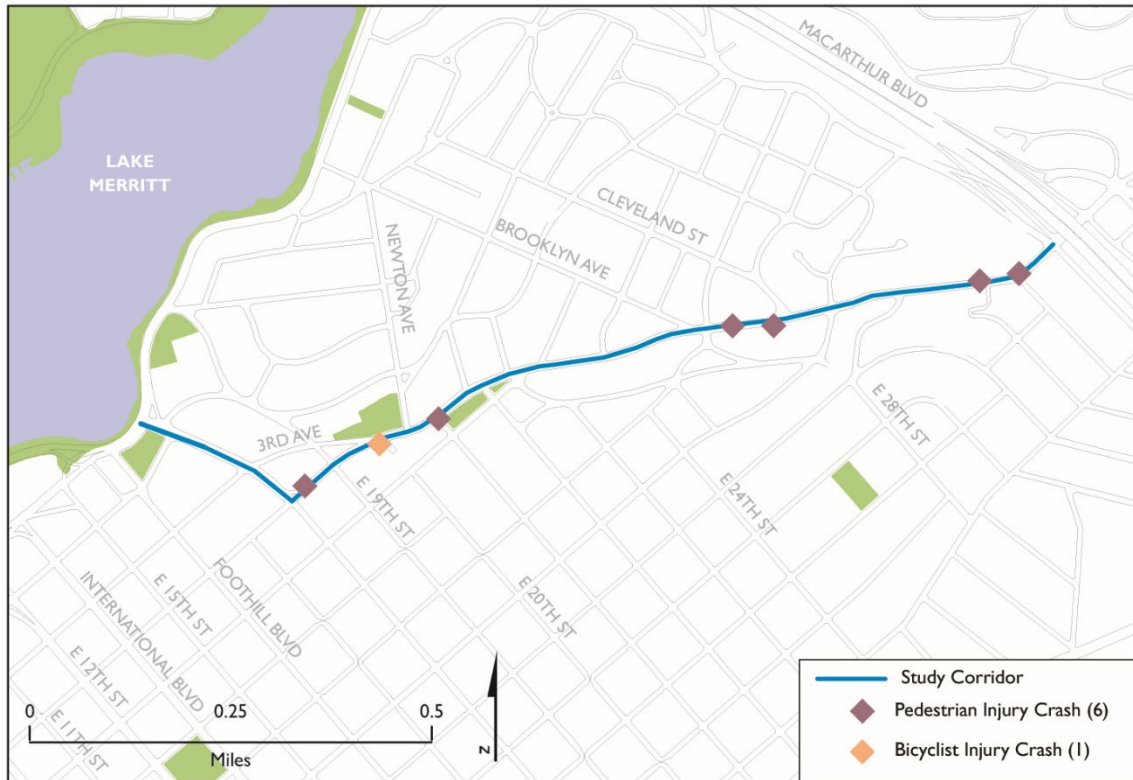 MACARTHUR BLVD
LAKE
MERRITT
CLEVELAND ST
BROOKLYN AVE
NEWTON AVE
3RD AVE
E 28TH ST
E 24TH ST
E 19TH ST
E 20TH ST
FOOTHILL BLVD
E 15TH ST
INTERNATIONAL BLVD
E 12TH ST
E 11TH ST
0 0.25 0.5
Miles
Z
Study Corridor
Pedestrian Injury Crash (6)
Bicyclist Injury Crash (1)